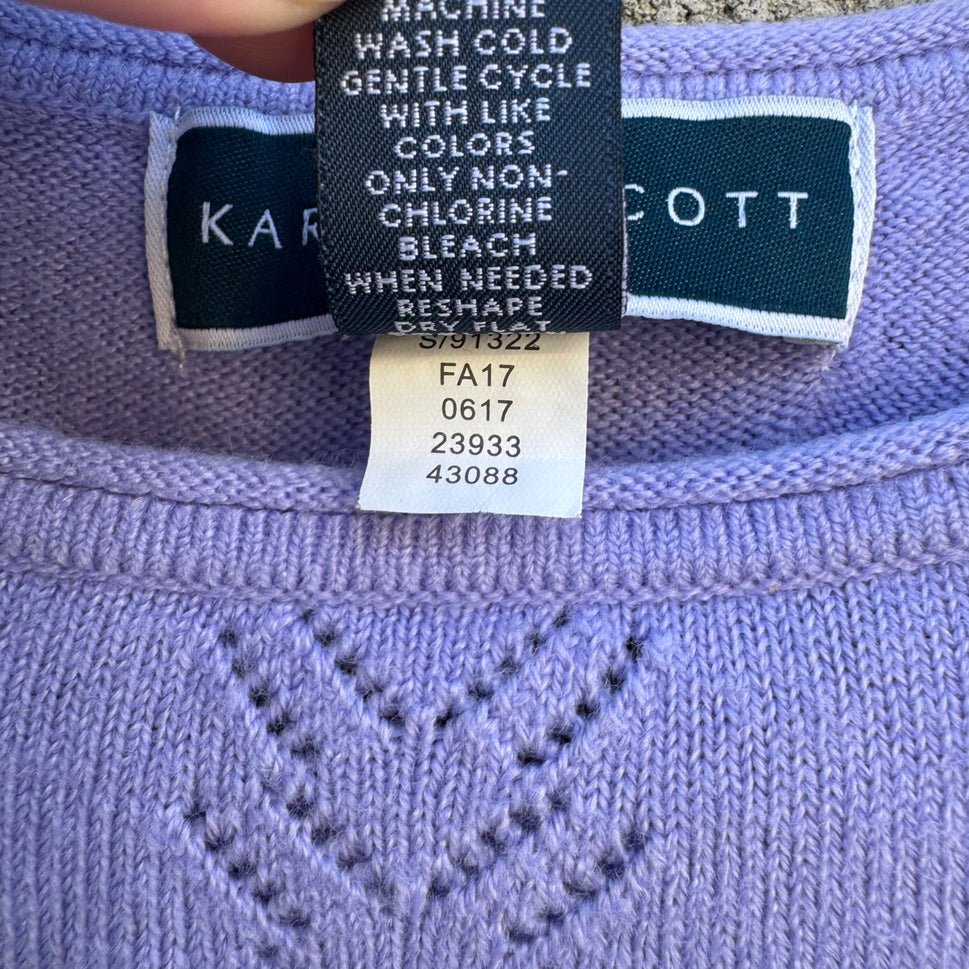 MACHINE
WASH COLD
GENTLE CYCLE
WITH LIKE
COLORS
ONLY NON-
CHLORINE
BLEACH
WHEN NEEDED
RESHAPE
DRY FLAT
KAR COTT
S/91322
FA17
0617
23933
43088